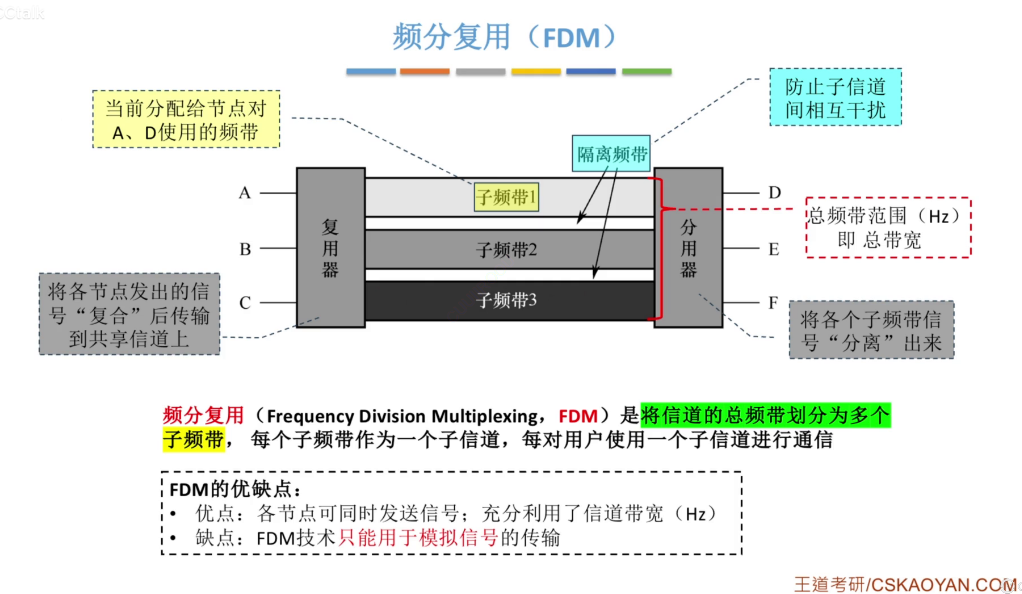 频分复用（FDM）
当前分配给节点对
A、D使用的频带
防止子信道
间相互干扰
隔离频带
A
子频带1
D
总频带范围（Hz）
即 总带宽
复用器
分用器
B
子频带2
E
C
子频带3
F
将各节点发出的信
号“复合”后传输
到共享信道上
将各个子频带信
号“分离”出来
频分复用（Frequency Division Multiplexing，FDM）是将信道的总频带划分为多个
子频带， 每个子频带作为一个子信道，每对用户使用一个子信道进行通信
FDM的优缺点：
• 优点：各节点可同时发送信号；充分利用了信道带宽（Hz）
• 缺点：FDM技术只能用于模拟信号的传输
王道考研/CSKAOYAN.COM